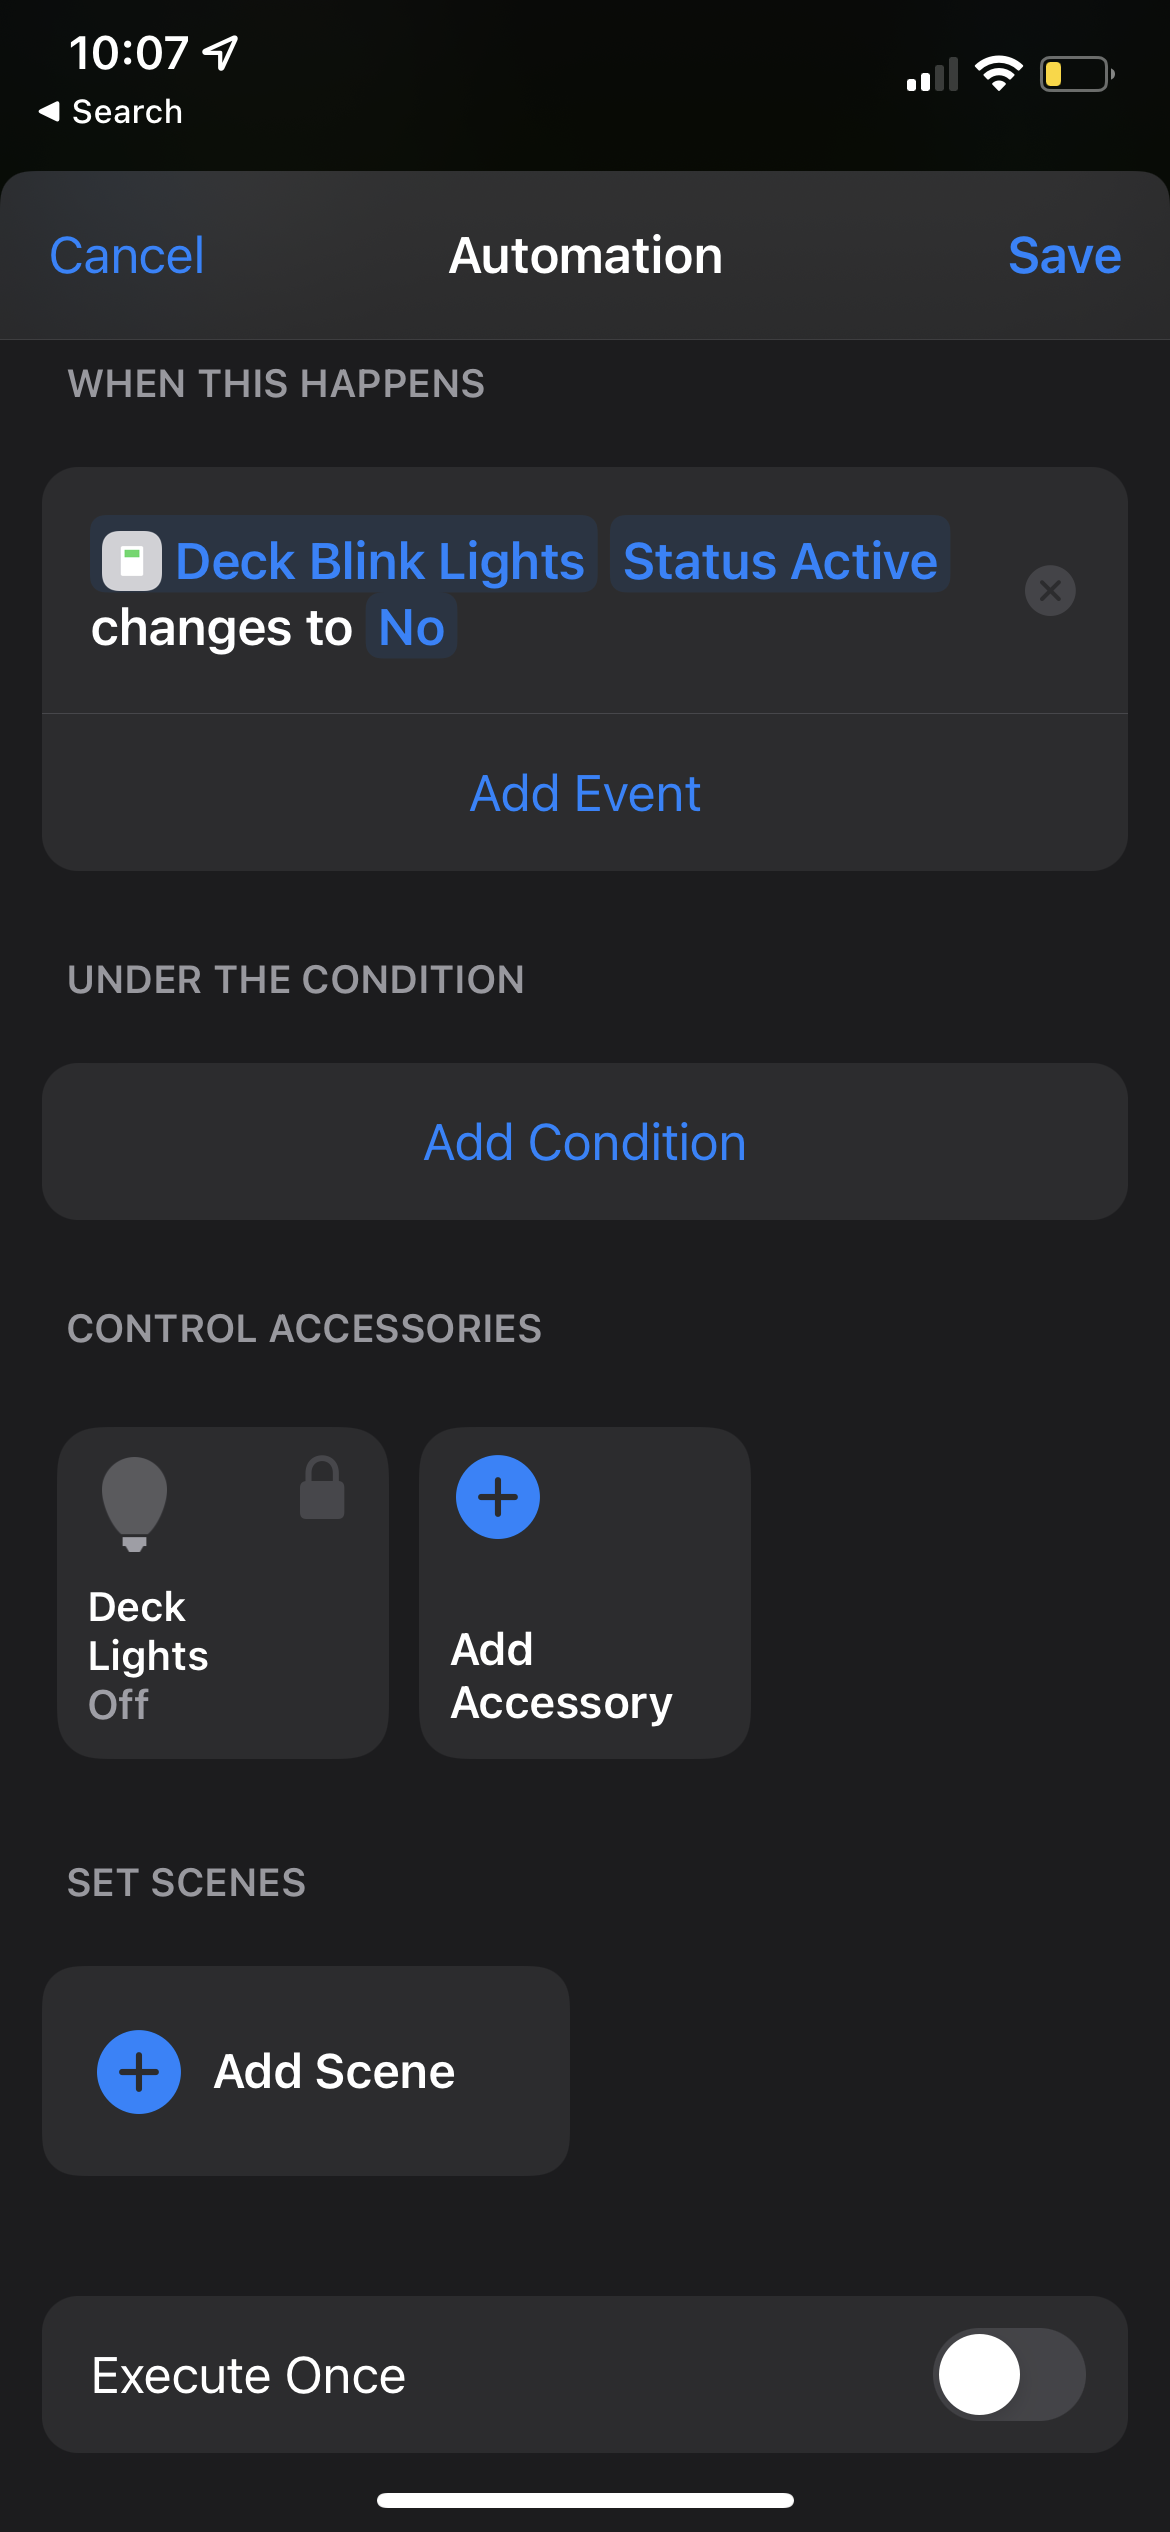 10:07
Search
Cancel
Automation
Save
WHEN THIS HAPPENS
Deck Blink Lights Status Active
changes to No
Add Event
UNDER THE CONDITION
Add Condition
CONTROL ACCESSORIES
Deck
Lights
Off
Add
Accessory
SET SCENES
Add Scene
Execute Once